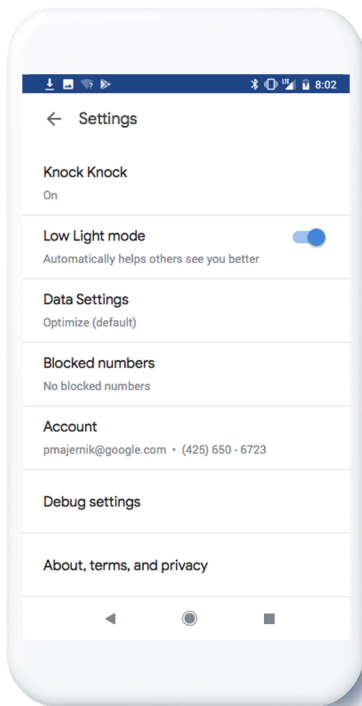 LTE 8:02
Settings
Knock Knock
On
Low Light mode
Automatically helps others see you better
Data Settings
Optimize (default)
Blocked numbers
No blocked numbers
Account
pmajernik@google.com • (425) 650 - 6723
Debug settings
About, terms, and privacy